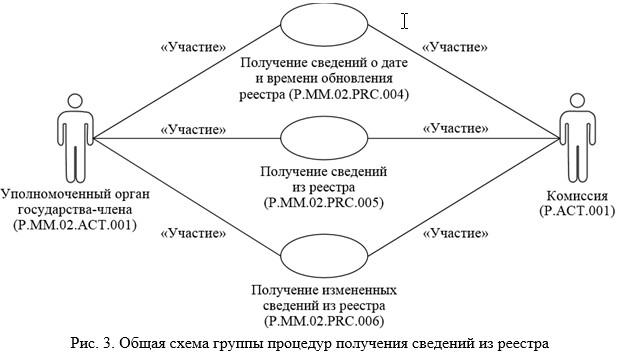 «Участие» «Участие»
Получение сведений о дате
и времени обновления
реестра (P.MM.02.PRC.004)
«Участие» «Участие»
Получение сведений
из реестра
(P.MM.02.PRC.005)
Уполномоченный орган
государства-члена
(P.MM.02.ACT.001)
Комиссия
(P.ACT.001)
«Участие» «Участие»
Получение измененных
сведений из реестра
(P.MM.02.PRC.006)
Рис. 3. Общая схема группы процедур получения сведений из реестра